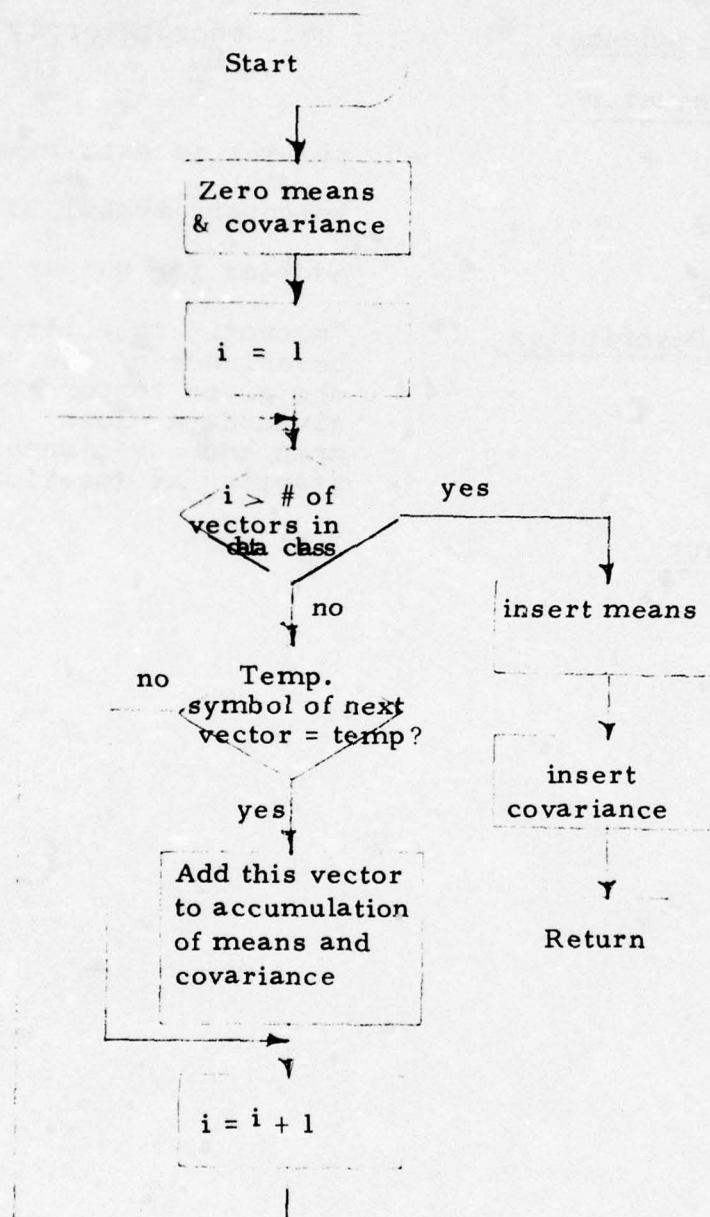 Start
Zero means
& covariance
i = 1
i > # of
vectors in
data class
yes
no
insert means
no
Temp.
symbol of next
vector = temp?
insert
covariance
yes
Add this vector
to accumulation
of means and
covariance
Return
i = i + 1